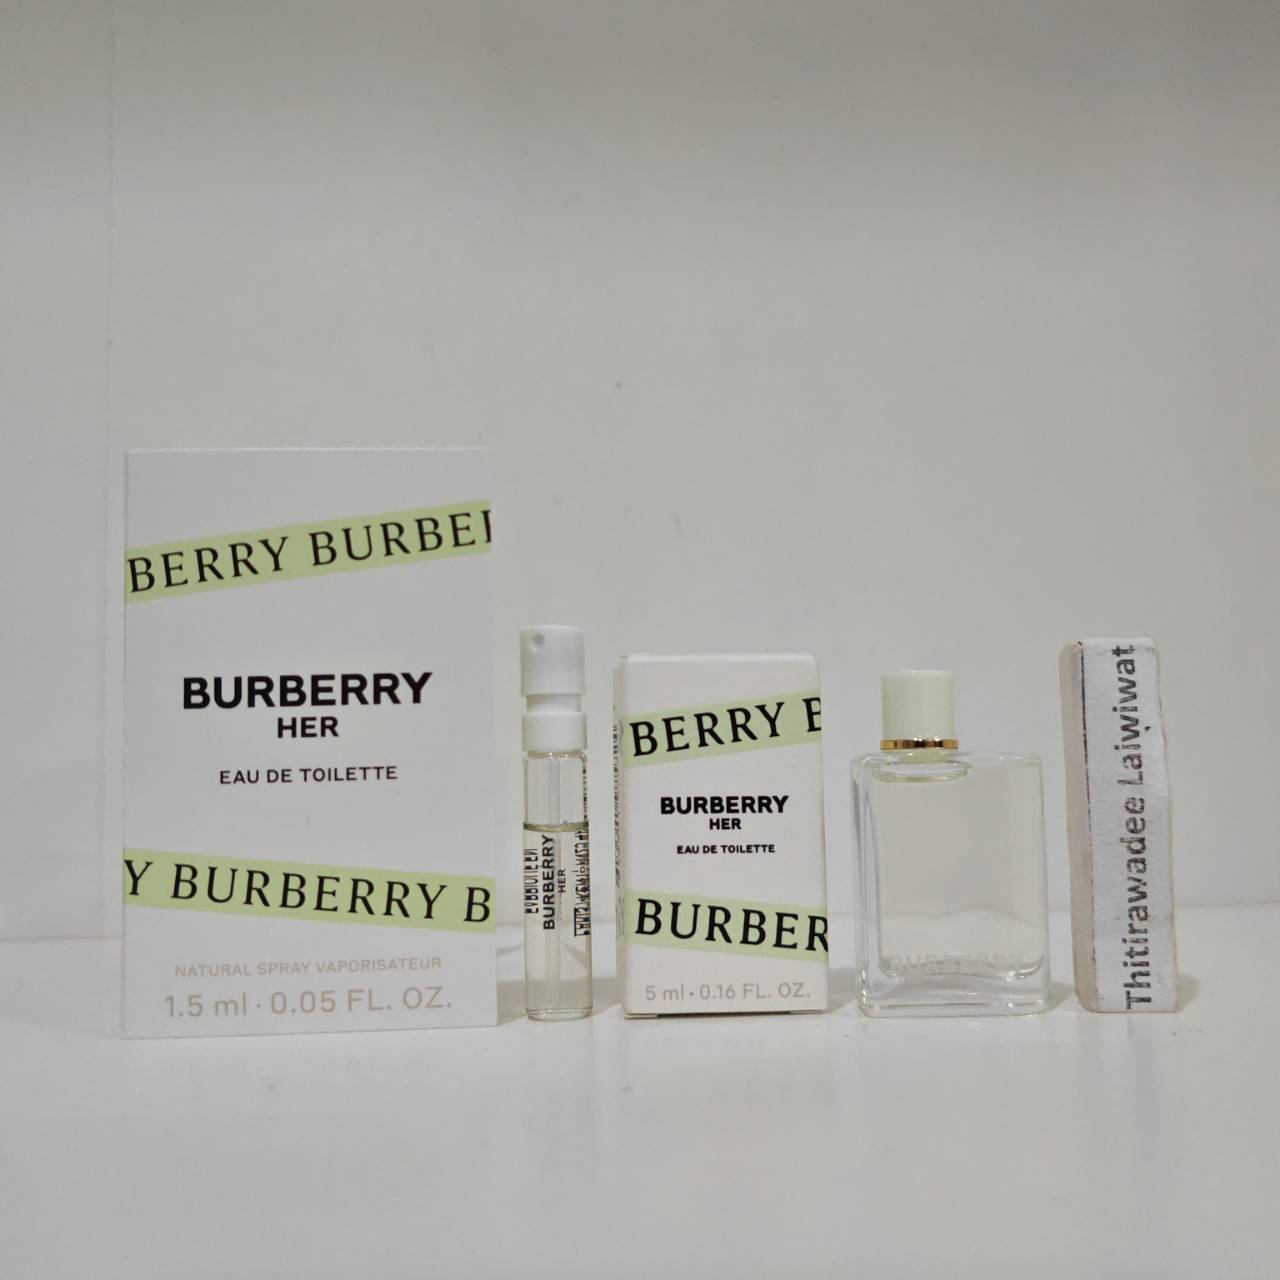 BERRY BURBE
BURBERRY
HER
EAU DE TOILETTE
Y BURBERRY B
NATURAL SPRAY VAPORISATEUR
1.5 ml · 0.05 FL. OZ.
BURBERRY
HER
BERRY B
BURBERRY
HER
EAU DE TOILETTE
BURBER
5 ml · 0.16 FL. OZ.
BURBERRY
Thitirawadee Laiwiwat